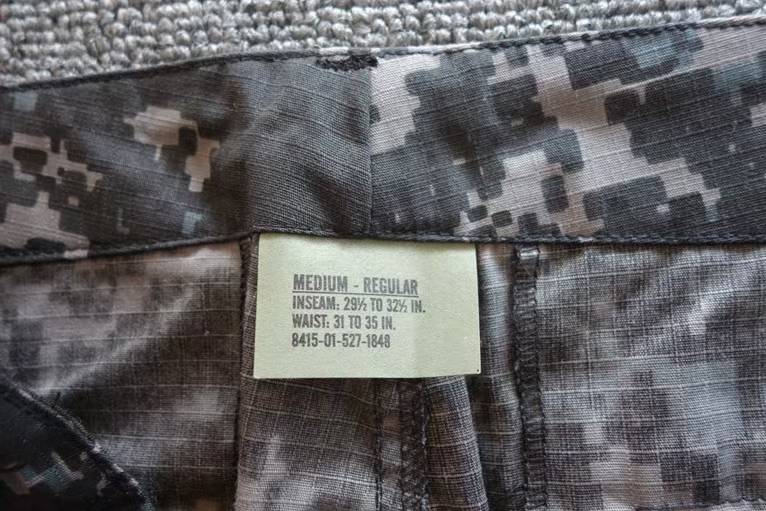 MEDIUM - REGULAR
INSEAM: 29½ TO 32½ IN.
WAIST: 31 TO 35 IN.
8415-01-527-1848